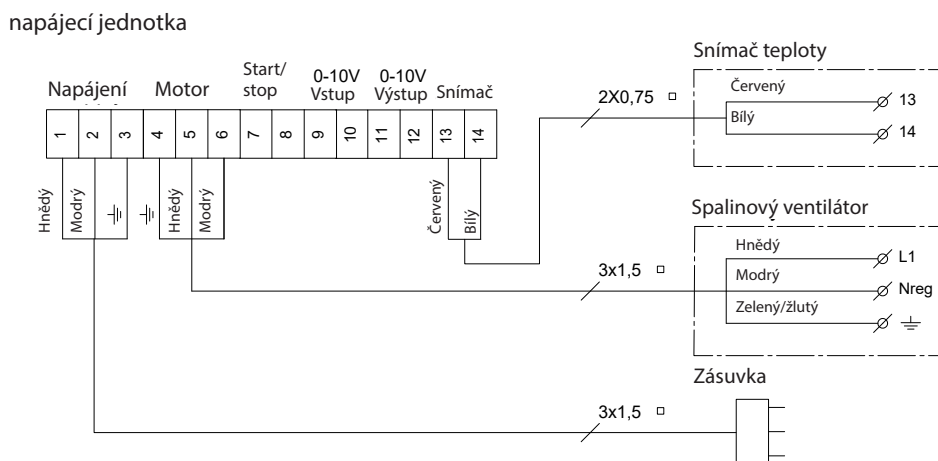 napájecí jednotka
Snímač teploty
Napájení
Motor
Start/
stop
0-10V
Vstup
0-10V
Výstup
Snímač
1 2 3 4 5 6 7 8 9 10 11 12 13 14
Hnědý
Modrý
Hnědý
Modrý
Červený
Bílý
2X0,75
Červený
13
Bílý
14
Spalinový ventilátor
3x1,5
Hnědý
L1
Modrý
Nreg
Zelený/žlutý
Zásuvka
3x1,5